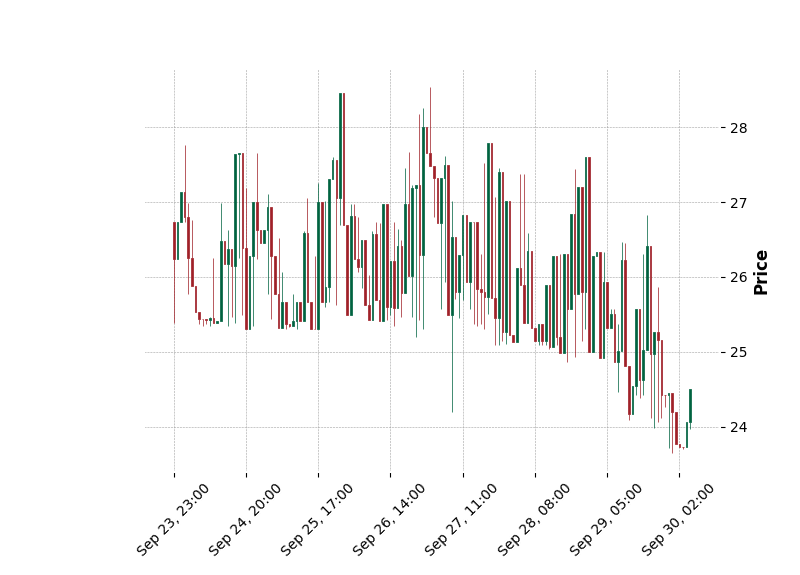 28
27
26
25
24
Price
Sep 23, 23:00
Sep 24, 20:00
Sep 25, 17:00
Sep 26, 14:00
Sep 27, 11:00
Sep 28, 08:00
Sep 29, 05:00
Sep 30, 02:00